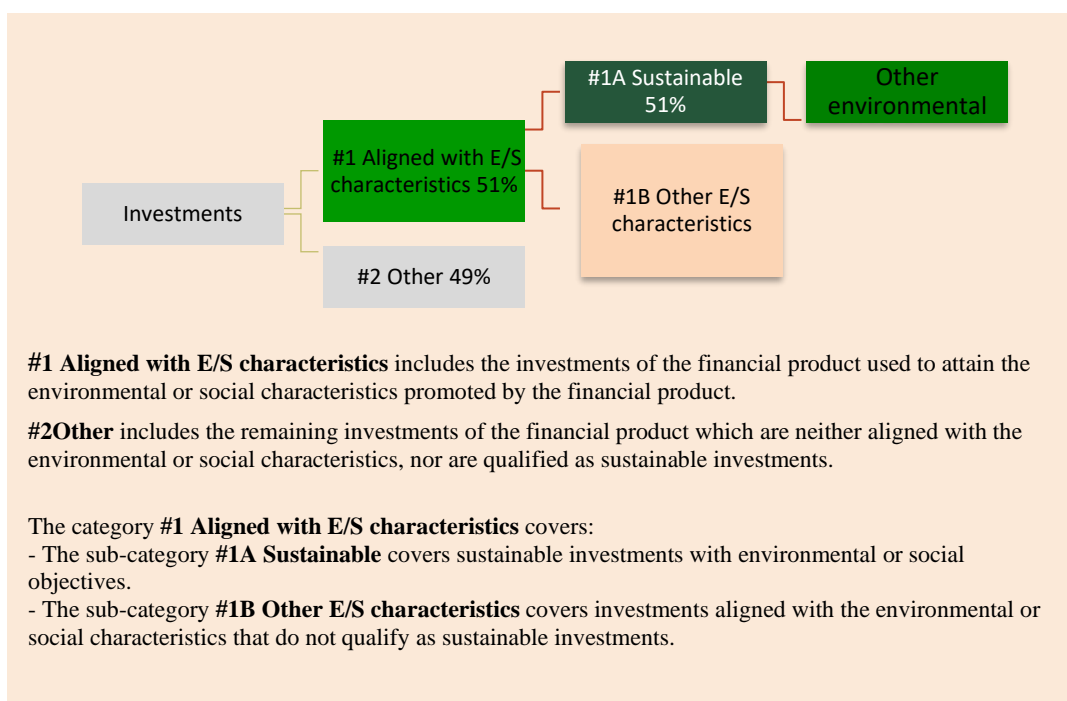 #1A Sustainable
51%
Other
environmental
#1 Aligned with E/S
characteristics 51%
#1B Other E/S
characteristics
Investments
#2 Other 49%
#1 Aligned with E/S characteristics includes the investments of the financial product used to attain the
environmental or social characteristics promoted by the financial product.
#2Other includes the remaining investments of the financial product which are neither aligned with the
environmental or social characteristics, nor are qualified as sustainable investments.
The category #1 Aligned with E/S characteristics covers:
- The sub-category #1A Sustainable covers sustainable investments with environmental or social
objectives.
- The sub-category #1B Other E/S characteristics covers investments aligned with the environmental or
social characteristics that do not qualify as sustainable investments.